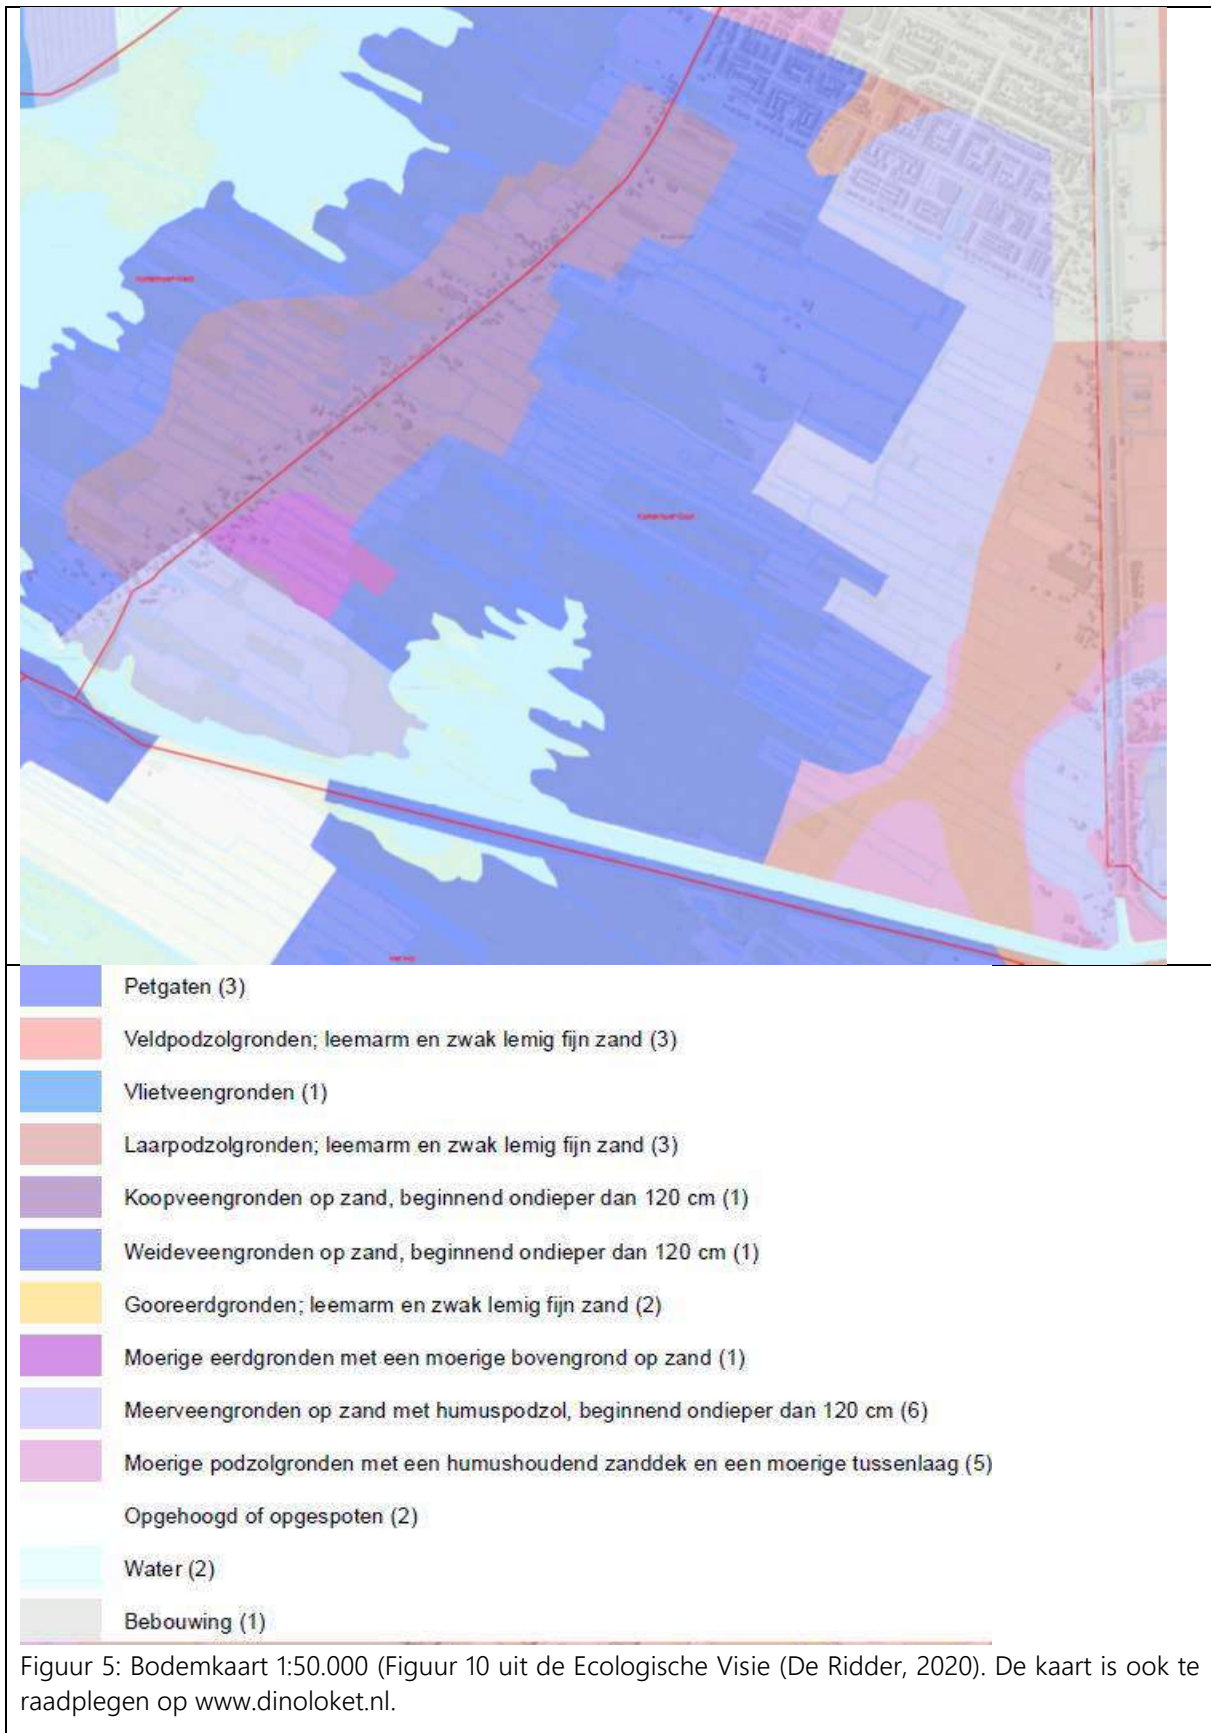 Petgaten (3)
Veldpodzolgronden; leemarm en zwak lemig fijn zand (3)
Vlietveengronden (1)
Laarpodzolgronden; leemarm en zwak lemig fijn zand (3)
Koopveengronden op zand, beginnend ondieper dan 120 cm (1)
Weideveengronden op zand, beginnend ondieper dan 120 cm (1)
Gooreerdgronden; leemarm en zwak lemig fijn zand (2)
Moerige eerdgronden met een moerige bovengrond op zand (1)
Meerveengronden op zand met humuspodzol, beginnend ondieper dan 120 cm (6)
Moerige podzolgronden met een humushoudend zanddek en een moerige tussenlaag (5)
Opgehoogd of opgespoten (2)
Water (2)
Bebouwing (1)
Figuur 5: Bodemkaart 1:50.000 (Figuur 10 uit de Ecologische Visie (De Ridder, 2020). De kaart is ook te
raadplegen op www.dinoloket.nl.